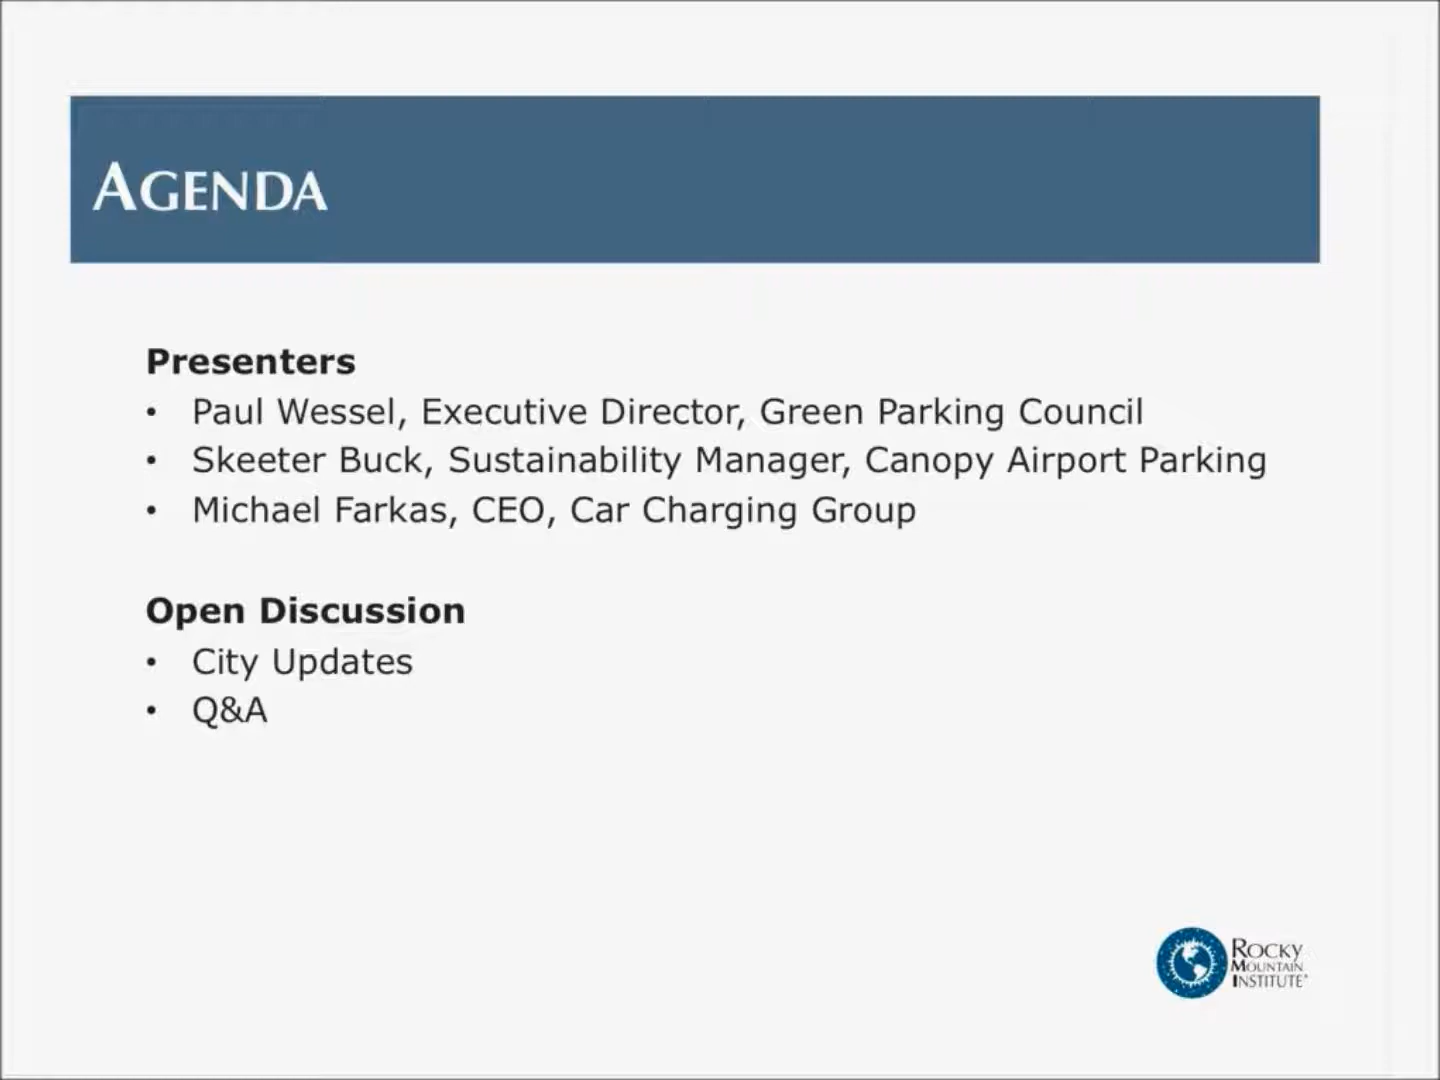 AGENDA
Presenters
• Paul Wessel, Executive Director, Green Parking Council
• Skeeter Buck, Sustainability Manager, Canopy Airport Parking
• Michael Farkas, CEO, Car Charging Group
Open Discussion
• City Updates
• Q&A
ROCKY
MOUNTAIN
INSTITUTE®